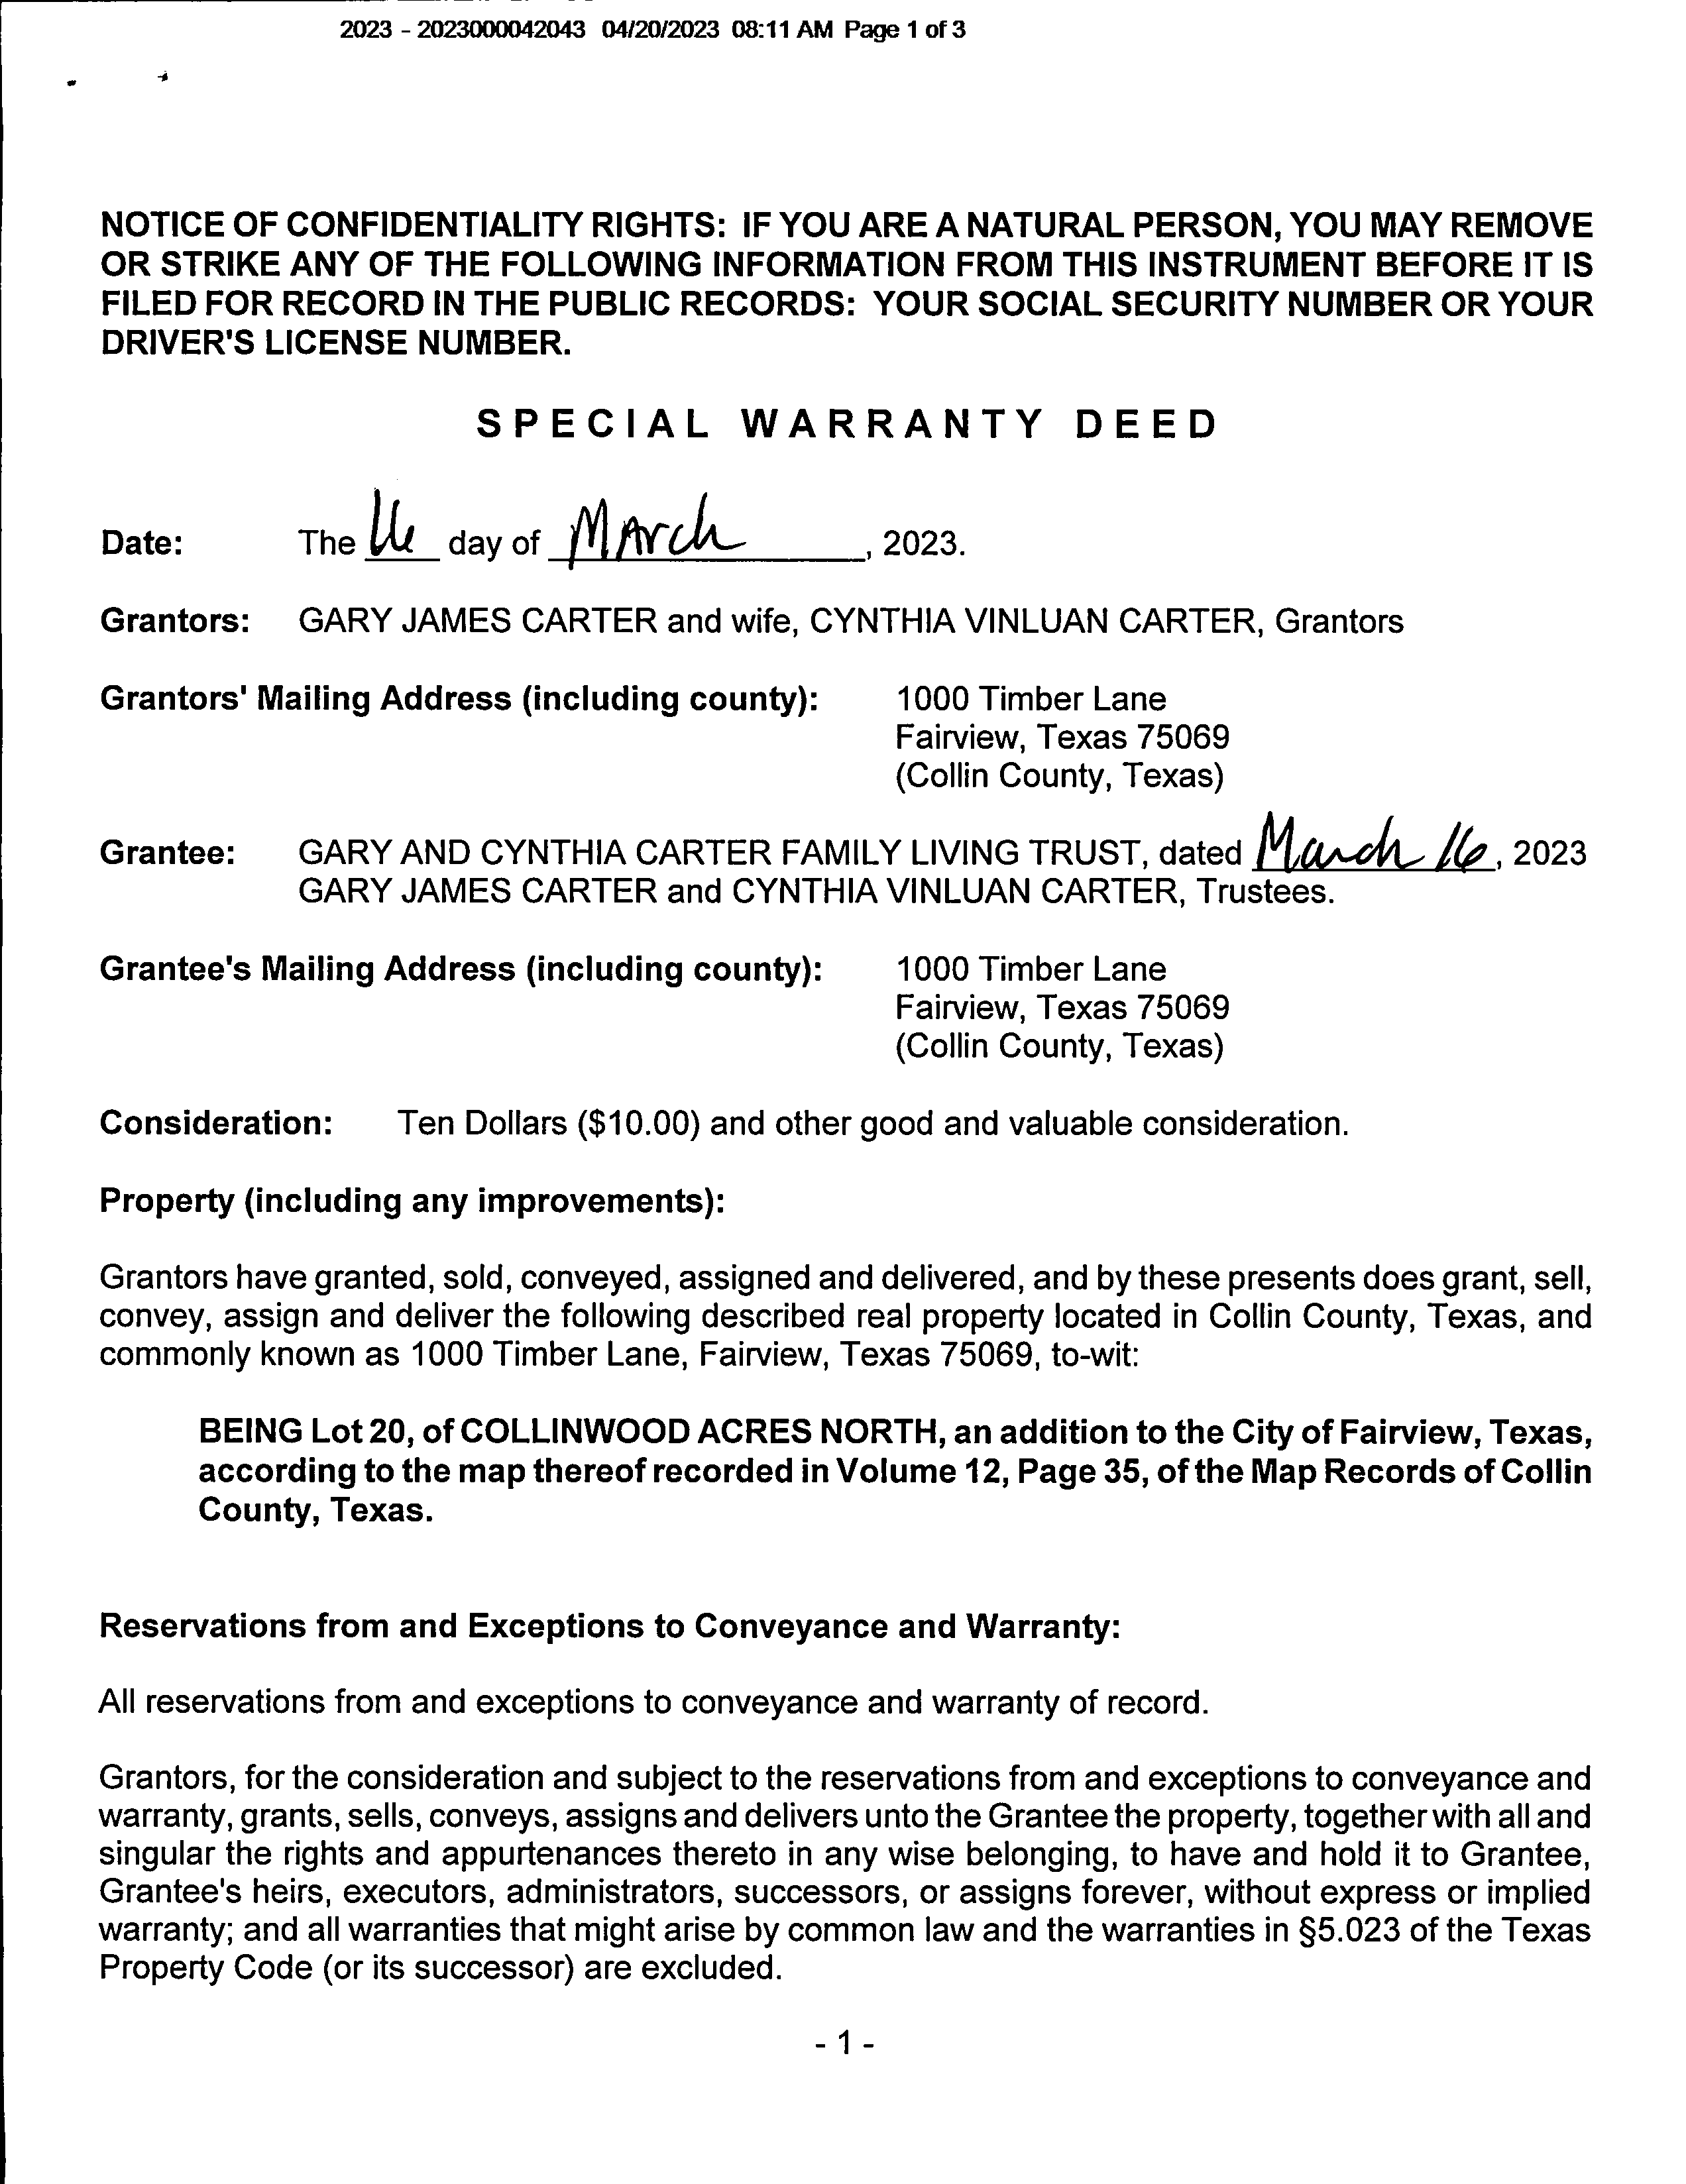 2023 - 2023000042043 04/20/2023 08:11 AM Page 1 of 3
NOTICE OF CONFIDENTIALITY RIGHTS: IF YOU ARE A NATURAL PERSON, YOU MAY REMOVE
OR STRIKE ANY OF THE FOLLOWING INFORMATION FROM THIS INSTRUMENT BEFORE IT IS
FILED FOR RECORD IN THE PUBLIC RECORDS: YOUR SOCIAL SECURITY NUMBER OR YOUR
DRIVER'S LICENSE NUMBER.
SPECIAL WARRANTY DEED
Date: The 16 day of March, 2023.
Grantors: GARY JAMES CARTER and wife, CYNTHIA VINLUAN CARTER, Grantors
Grantors' Mailing Address (including county): 1000 Timber Lane
Fairview, Texas 75069
(Collin County, Texas)
Grantee: GARY AND CYNTHIA CARTER FAMILY LIVING TRUST, dated March 16, 2023
GARY JAMES CARTER and CYNTHIA VINLUAN CARTER, Trustees.
Grantee's Mailing Address (including county): 1000 Timber Lane
Fairview, Texas 75069
(Collin County, Texas)
Consideration: Ten Dollars ($10.00) and other good and valuable consideration.
Property (including any improvements):
Grantors have granted, sold, conveyed, assigned and delivered, and by these presents does grant, sell,
convey, assign and deliver the following described real property located in Collin County, Texas, and
commonly known as 1000 Timber Lane, Fairview, Texas 75069, to-wit:
BEING Lot 20, of COLLINWOOD ACRES NORTH, an addition to the City of Fairview, Texas,
according to the map thereof recorded in Volume 12, Page 35, of the Map Records of Collin
County, Texas.
Reservations from and Exceptions to Conveyance and Warranty:
All reservations from and exceptions to conveyance and warranty of record.
Grantors, for the consideration and subject to the reservations from and exceptions to conveyance and
warranty, grants, sells, conveys, assigns and delivers unto the Grantee the property, together with all and
singular the rights and appurtenances thereto in any wise belonging, to have and hold it to Grantee,
Grantee's heirs, executors, administrators, successors, or assigns forever, without express or implied
warranty; and all warranties that might arise by common law and the warranties in §5.023 of the Texas
Property Code (or its successor) are excluded.
- 1 -